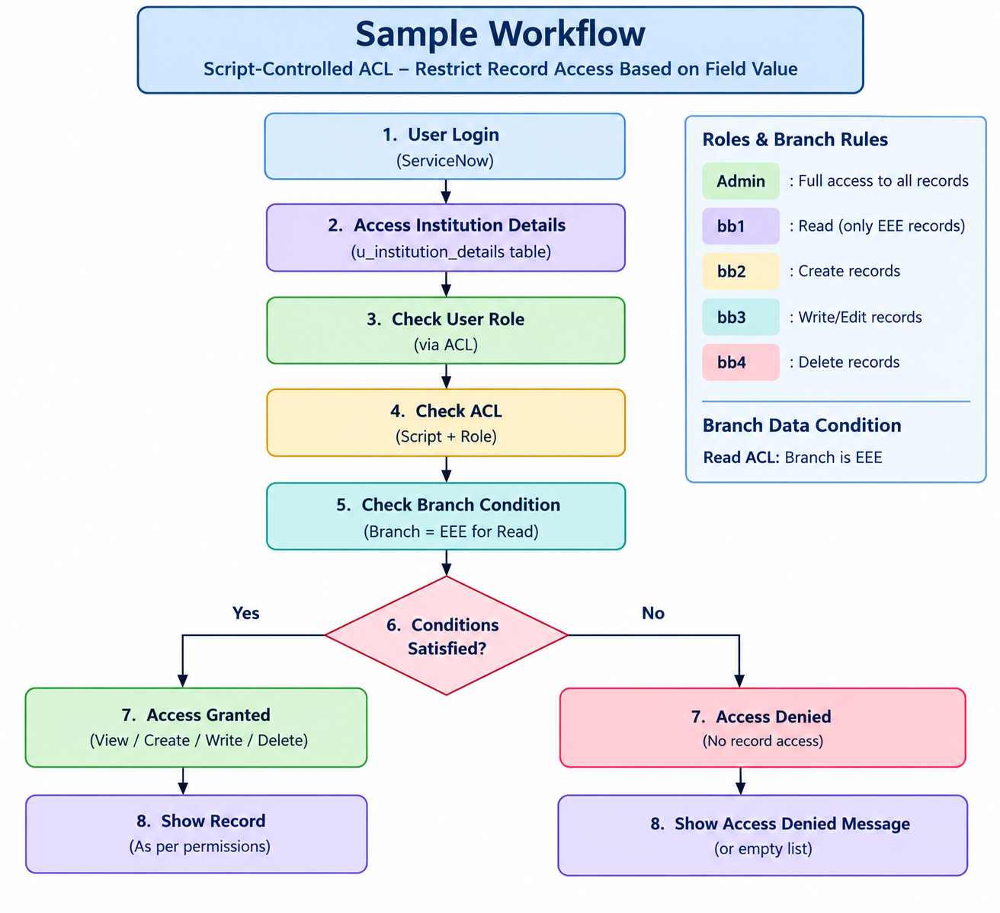 Sample Workflow
Script-Controlled ACL – Restrict Record Access Based on Field Value
1. User Login
(ServiceNow)
2. Access Institution Details
(u_institution_details table)
3. Check User Role
(via ACL)
4. Check ACL
(Script + Role)
5. Check Branch Condition
(Branch = EEE for Read)
6. Conditions
Satisfied?
Yes
No
7. Access Granted
(View / Create / Write / Delete)
8. Show Record
(As per permissions)
7. Access Denied
(No record access)
8. Show Access Denied Message
(or empty list)
Roles & Branch Rules
Admin : Full access to all records
bb1 : Read (only EEE records)
bb2 : Create records
bb3 : Write/Edit records
bb4 : Delete records
Branch Data Condition
Read ACL: Branch is EEE